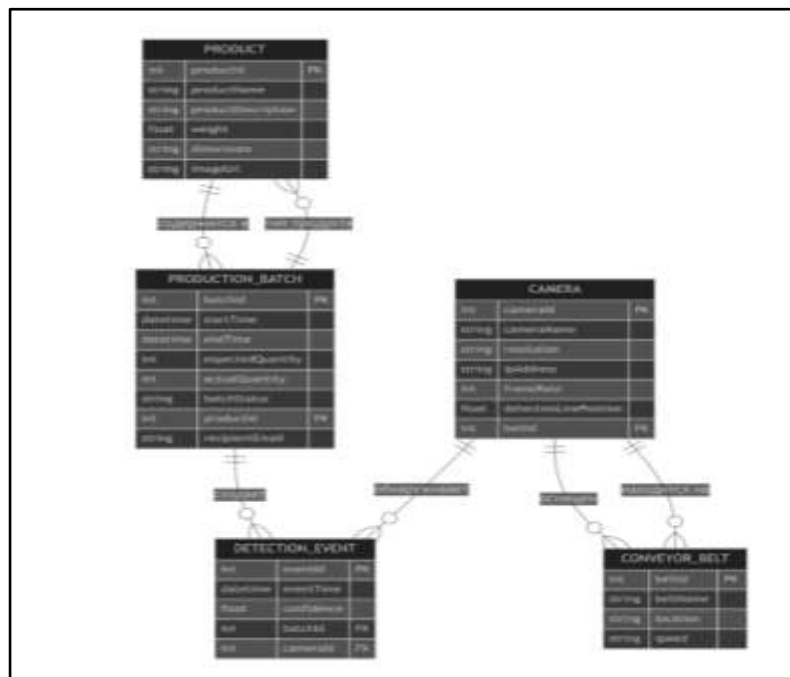 PRODUCT
int productId PK
string productName
string productDescription
float weight
string dimensions
string
PRODUCTION_BATCH
int batchId PK
datetime startTime
datetime endTime
int expectedQuantity
int actualQuantity
string batchStatus
int productId FK
string recipientEmail
CAMERA
int cameraId PK
string cameraName
string resolution
string ipAddress
int frameRate
float detectionLinePosition
int beltId FK
DETECTION_EVENT
int eventId PK
datetime eventTime
float confidence
int batchId FK
int cameraId FK
CONVEYOR_BELT
int beltId PK
string beltName
string location
string speed